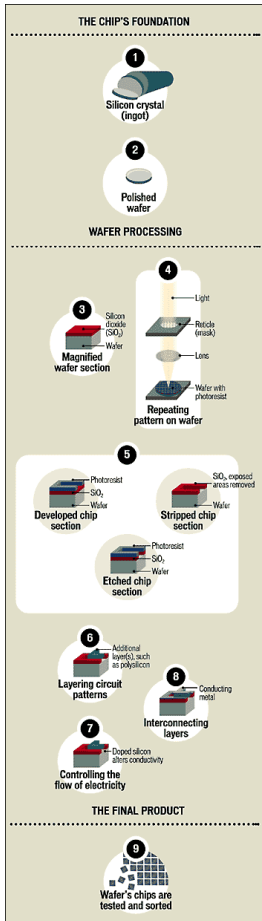 THE CHIP'S FOUNDATION
1
Silicon crystal
(ingot)
2
Polished
wafer
WAFER PROCESSING
3
Silicon
dioxide
(SiO₂)
Wafer
Magnified
wafer section
4
Light
Reticle
(mask)
Lens
Wafer with
photoresist
Repeating
pattern on wafer
5
Photoresist
SiO₂
Wafer
Developed chip
section
SiO₂, exposed
areas removed
Wafer
Stripped chip
section
Photoresist
SiO₂
Wafer
Etched chip
section
6
Additional
layer(s), such
as polysilicon
Layering circuit
patterns
8
Conducting
metal
Interconnecting
layers
7
Doped silicon
alters conductivity
Controlling the
flow of electricity
THE FINAL PRODUCT
9
Wafer's chips are
tested and sorted